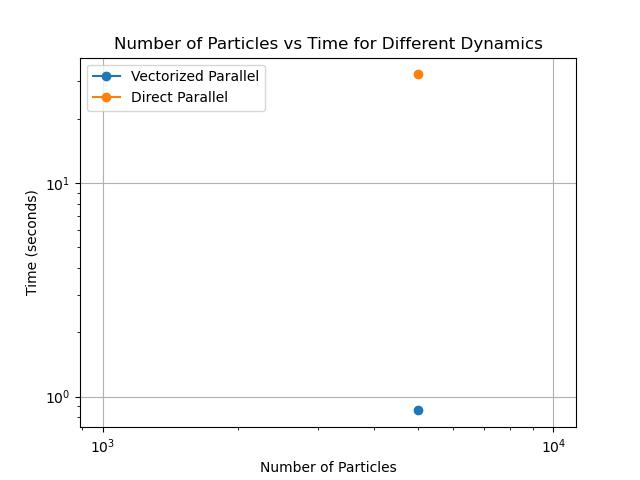 Number of Particles vs Time for Different Dynamics
Vectorized Parallel
Direct Parallel
10¹
10⁰
Time (seconds)
10³ 10⁴
Number of Particles